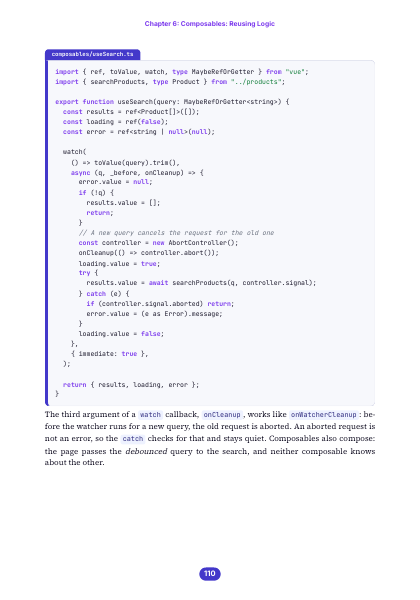 Chapter 6: Composables: Reusing Logic
composables/useSearch.ts
import { ref, toValue, watch, type MaybeRefOrGetter } from "vue";
import { searchProducts, type Product } from "../products";

export function useSearch(query: MaybeRefOrGetter<string>) {
  const results = ref<Product[]>([]);
  const loading = ref(false);
  const error = ref<string | null>(null);

  watch(
    () => toValue(query).trim(),
    async (q, _before, onCleanup) => {
      error.value = null;
      if (!q) {
        results.value = [];
        return;
      }
      // A new query cancels the request for the old one
      const controller = new AbortController();
      onCleanup(() => controller.abort());
      loading.value = true;
      try {
        results.value = await searchProducts(q, controller.signal);
      } catch (e) {
        if (controller.signal.aborted) return;
        error.value = (e as Error).message;
      }
      loading.value = false;
    },
    { immediate: true },
  );

  return { results, loading, error };
}
The third argument of a watch callback, onCleanup, works like onWatcherCleanup: be-
fore the watcher runs for a new query, the old request is aborted. An aborted request is
not an error, so the catch checks for that and stays quiet. Composables also compose:
the page passes the debounced query to the search, and neither composable knows
about the other.
110